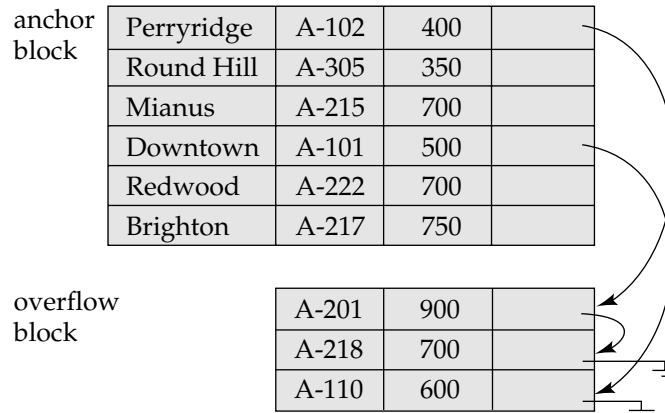 anchor
block
Perryridge A-102 400
Round Hill A-305 350
Mianus A-215 700
Downtown A-101 500
Redwood A-222 700
Brighton A-217 750
overflow
block
A-201 900
A-218 700
A-110 600